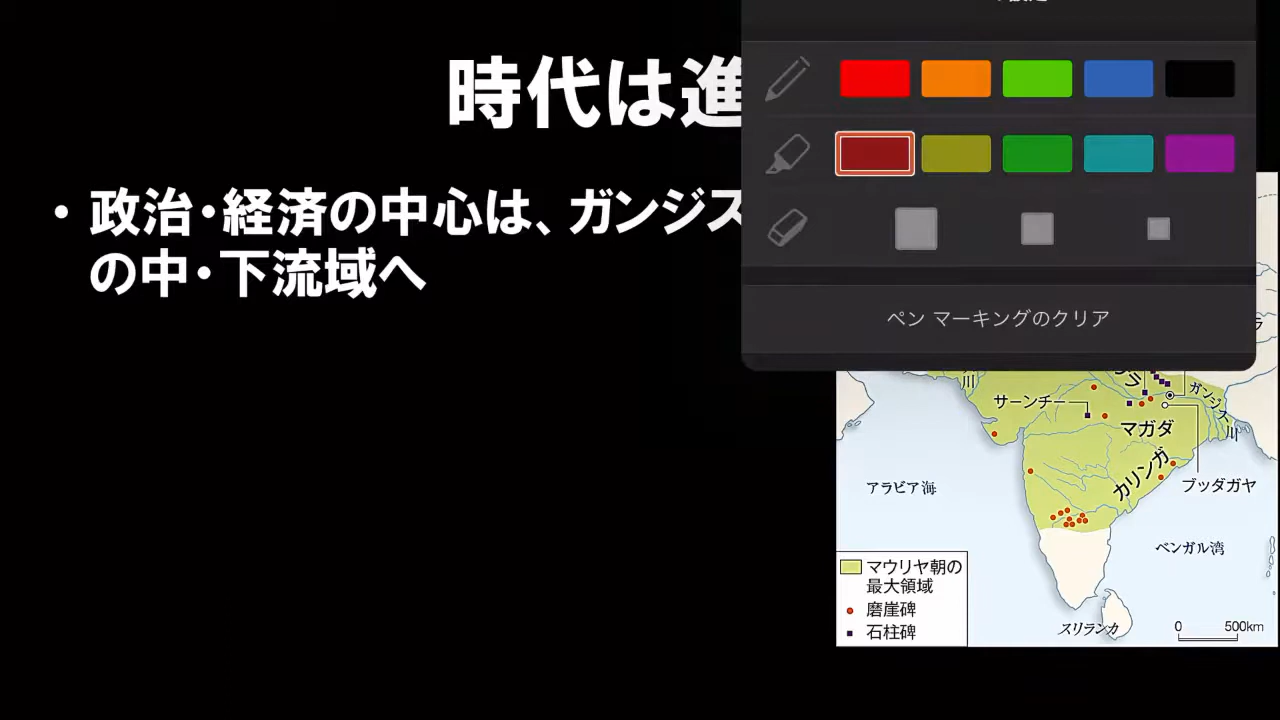 時代は進
・政治・経済の中心は、ガンジス
の中・下流域へ
ペン マーキングのクリア
川
サーンチー
マガダ
ガンジス川
カリンガ
ブッダガヤ
アラビア海
ベンガル湾
マウリヤ朝の
最大領域
磨崖碑
石柱碑
スリランカ
0 500km